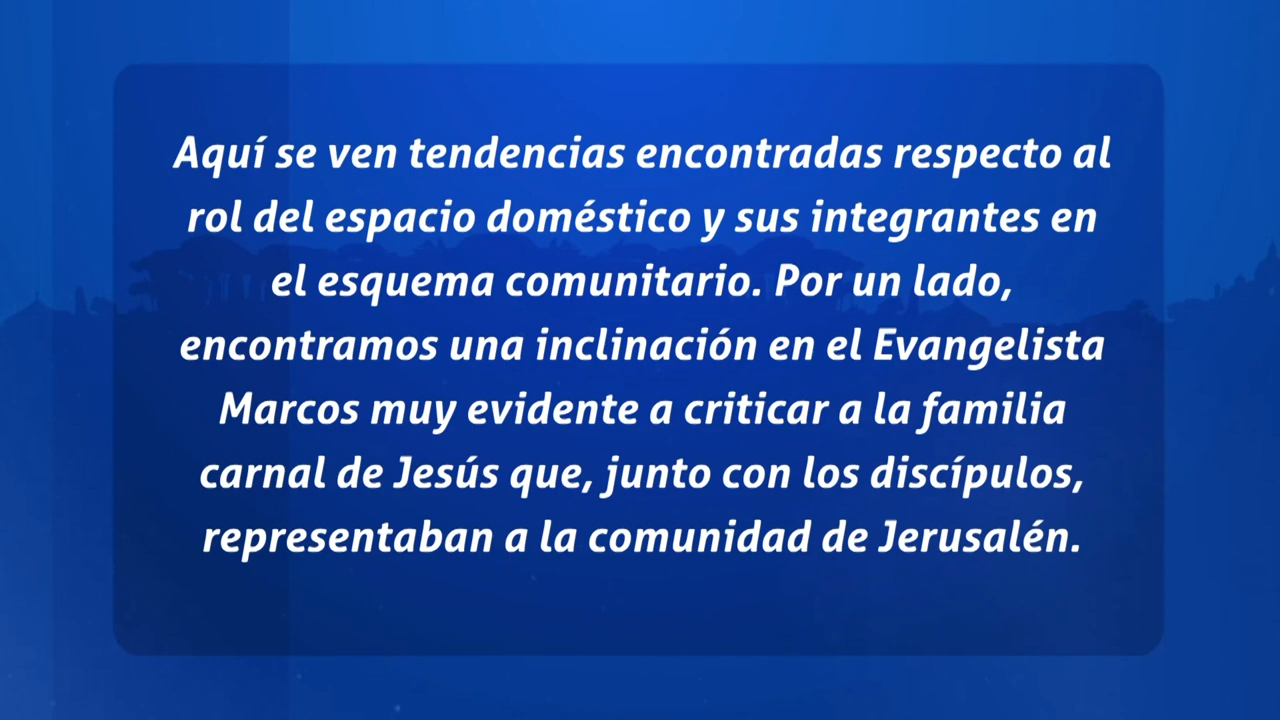 Aquí se ven tendencias encontradas respecto al
rol del espacio doméstico y sus integrantes en
el esquema comunitario. Por un lado,
encontramos una inclinación en el Evangelista
Marcos muy evidente a criticar a la familia
carnal de Jesús que, junto con los discípulos,
representaban a la comunidad de Jerusalén.